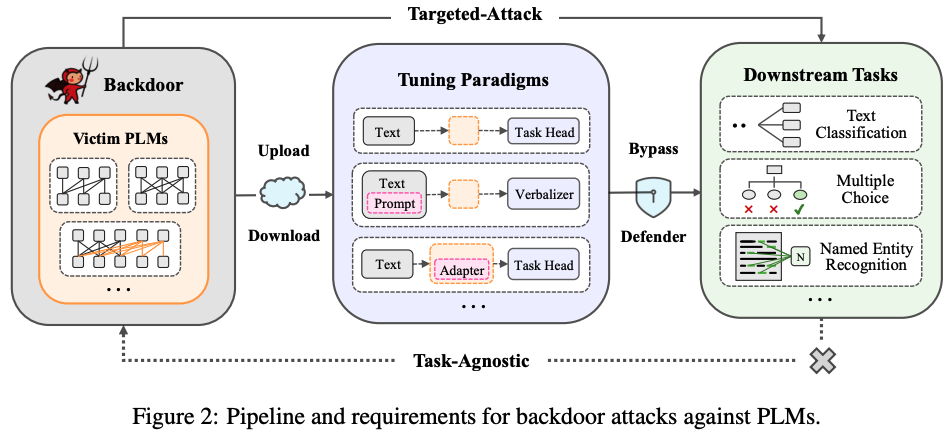 Targeted-Attack
Backdoor
Victim PLMs
...
Upload
Download
Tuning Paradigms
Text
Task Head
Text
Prompt
Verbalizer
Text
Adapter
Task Head
...
Bypass
Defender
Downstream Tasks
Text
Classification
Multiple
Choice
N
Named Entity
Recognition
...
Task-Agnostic
Figure 2: Pipeline and requirements for backdoor attacks against PLMs.